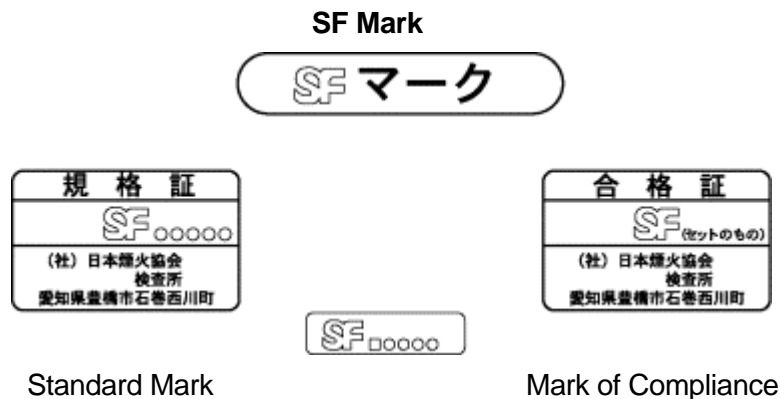 SF Mark
SF マーク
規格証
SF○○○○○
(社)日本煙火協会
検査所
愛知県豊橋市石巻西川町
合格証
SF(セットのもの)
(社)日本煙火協会
検査所
愛知県豊橋市石巻西川町
SF□○○○○
Standard Mark
Mark of Compliance